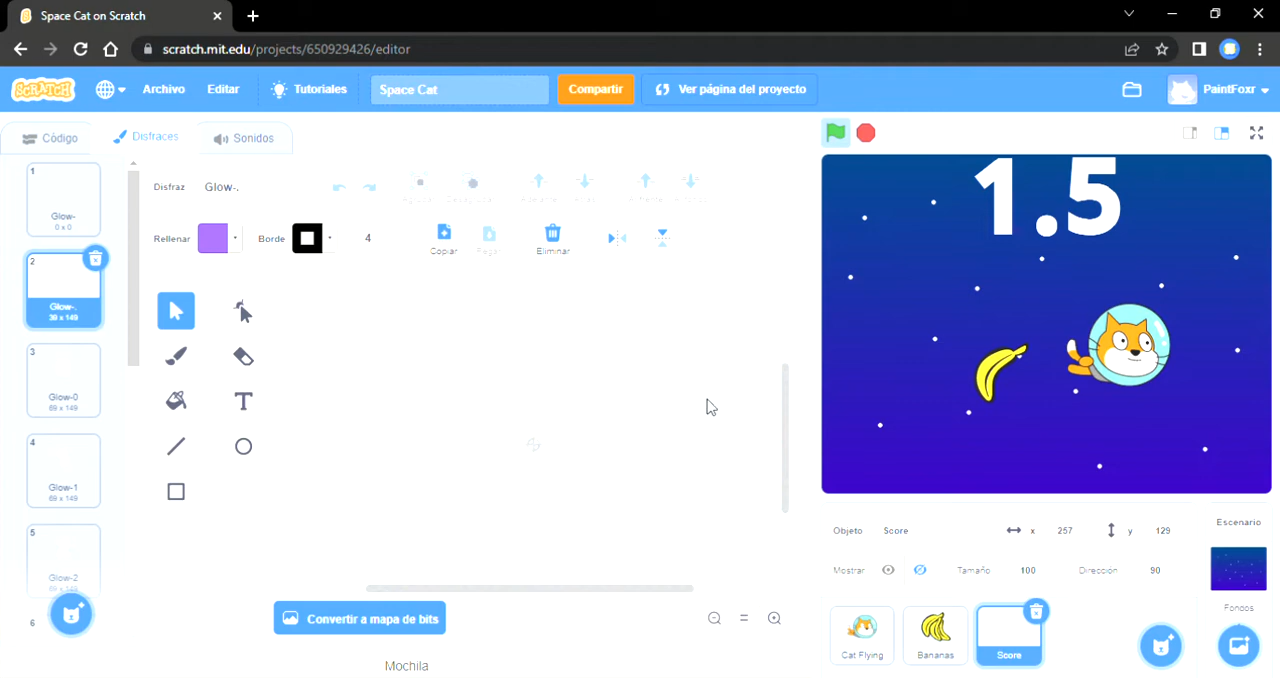 Space Cat on Scratch
scratch.mit.edu/projects/650929426/editor
SCRATCH
Archivo
Editar
Tutoriales
Space Cat
Compartir
Ver página del proyecto
PaintFoxr
Código
Disfraces
Sonidos
1
Glow-
0 x 0
2
Glow-.
39 x 149
3
Glow-0
69 x 149
4
Glow-1
69 x 149
5
Glow-2
69 x 149
6
Disfraz
Glow-.
Rellenar
Borde
4
Copiar
Eliminar
Convertir a mapa de bits
Mochila
1.5
Objeto
Score
x
257
y
129
Mostrar
Tamaño
100
Dirección
90
Cat Flying
Bananas
Score
Escenario
Fondos